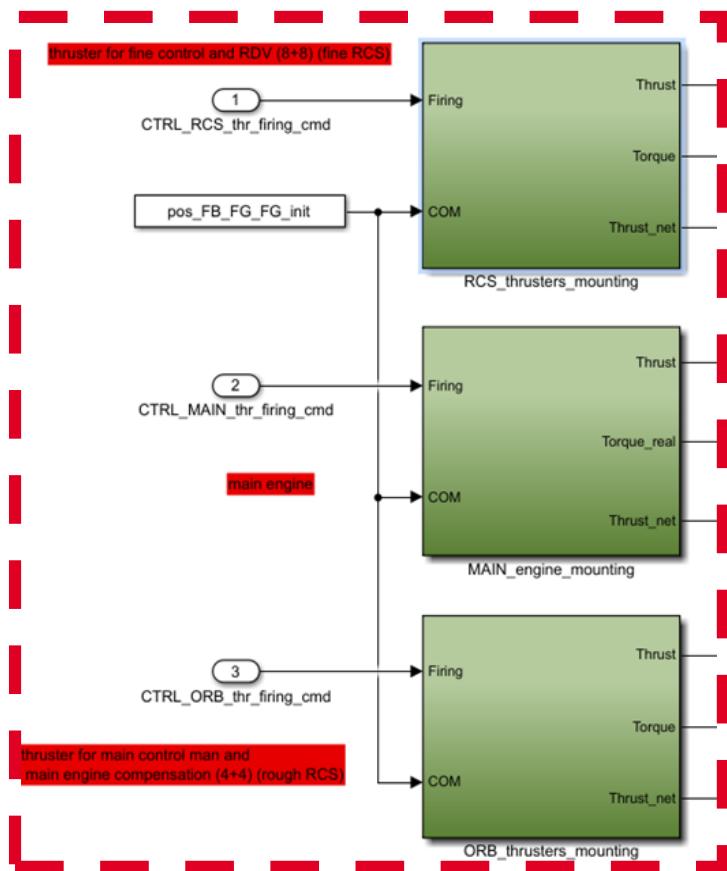 thruster for fine control and RDV (8+8) (fine RCS)
1
CTRL_RCS_thr_firing_cmd
pos_FB_FG_FG_init
Firing
COM
Thrust
Torque
Thrust_net
RCS_thrusters_mounting
2
CTRL_MAIN_thr_firing_cmd
main engine
Firing
COM
Thrust
Torque_real
Thrust_net
MAIN_engine_mounting
3
CTRL_ORB_thr_firing_cmd
thruster for main control man and
main engine compensation (4+4) (rough RCS)
Firing
COM
Thrust
Torque
Thrust_net
ORB_thrusters_mounting